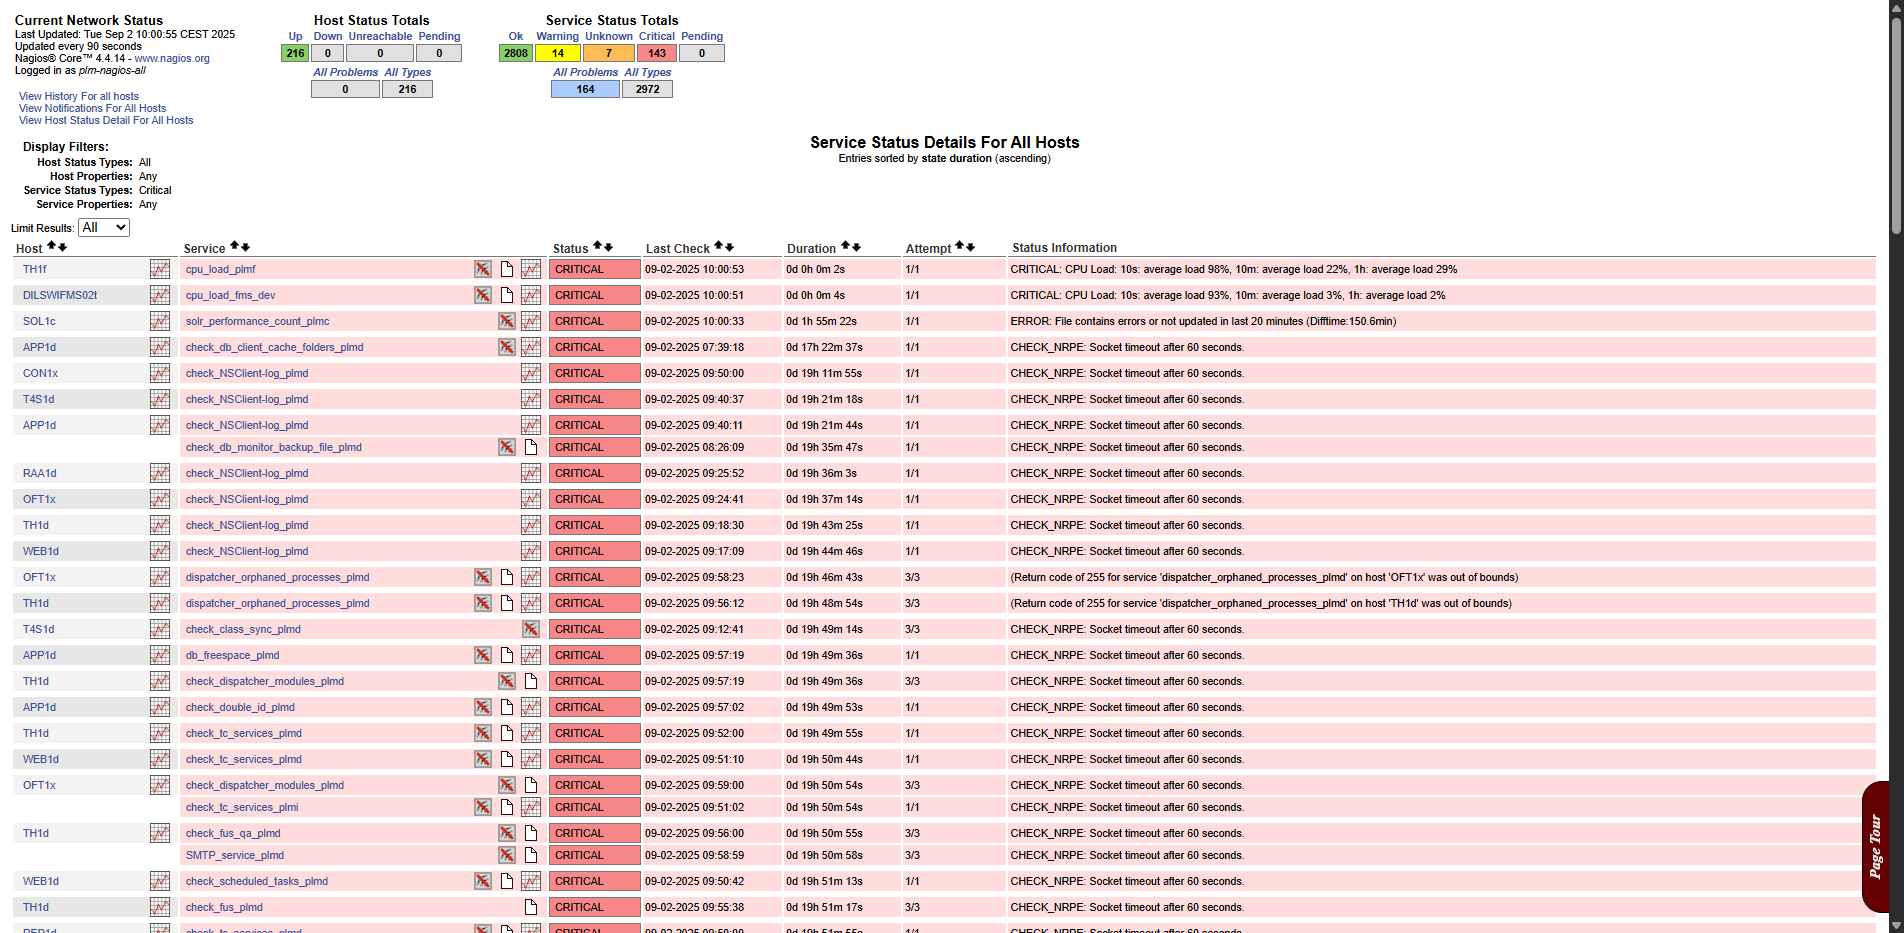 Current Network Status
Last Updated: Tue Sep 2 10:00:55 CEST 2025
Updated every 90 seconds
Nagios® Core™ 4.4.14 - www.nagios.org
Logged in as plm-nagios-all
View History For all hosts
View Notifications For All Hosts
View Host Status Detail For All Hosts
Host Status Totals
Up Down Unreachable Pending
216 0 0 0
All Problems All Types
0 216
Service Status Totals
Ok Warning Unknown Critical Pending
2808 14 7 143 0
All Problems All Types
164 2972
Display Filters:
Host Status Types: All
Host Properties: Any
Service Status Types: Critical
Service Properties: Any
Service Status Details For All Hosts
Entries sorted by state duration (ascending)
Limit Results: All
Host Service Status Last Check Duration Attempt Status Information
TH1f cpu_load_plmf CRITICAL 09-02-2025 10:00:53 0d 0h 0m 2s 1/1 CRITICAL: CPU Load: 10s: average load 98%, 10m: average load 22%, 1h: average load 29%
DILSWIFMS02t cpu_load_fms_dev CRITICAL 09-02-2025 10:00:51 0d 0h 0m 4s 1/1 CRITICAL: CPU Load: 10s: average load 93%, 10m: average load 3%, 1h: average load 2%
SOL1c solr_performance_count_plmc CRITICAL 09-02-2025 10:00:33 0d 1h 55m 22s 1/1 ERROR: File contains errors or not updated in last 20 minutes (Difftime:150.6min)
APP1d check_db_client_cache_folders_plmd CRITICAL 09-02-2025 07:39:18 0d 17h 22m 37s 1/1 CHECK_NRPE: Socket timeout after 60 seconds.
CON1x check_NSClient-log_plmd CRITICAL 09-02-2025 09:50:00 0d 19h 11m 55s 1/1 CHECK_NRPE: Socket timeout after 60 seconds.
T4S1d check_NSClient-log_plmd CRITICAL 09-02-2025 09:40:37 0d 19h 21m 18s 1/1 CHECK_NRPE: Socket timeout after 60 seconds.
APP1d check_NSClient-log_plmd CRITICAL 09-02-2025 09:40:11 0d 19h 21m 44s 1/1 CHECK_NRPE: Socket timeout after 60 seconds.
check_db_monitor_backup_file_plmd CRITICAL 09-02-2025 08:26:09 0d 19h 35m 47s 1/1 CHECK_NRPE: Socket timeout after 60 seconds.
RAA1d check_NSClient-log_plmd CRITICAL 09-02-2025 09:25:52 0d 19h 36m 3s 1/1 CHECK_NRPE: Socket timeout after 60 seconds.
OFT1x check_NSClient-log_plmd CRITICAL 09-02-2025 09:24:41 0d 19h 37m 14s 1/1 CHECK_NRPE: Socket timeout after 60 seconds.
TH1d check_NSClient-log_plmd CRITICAL 09-02-2025 09:18:30 0d 19h 43m 25s 1/1 CHECK_NRPE: Socket timeout after 60 seconds.
WEB1d check_NSClient-log_plmd CRITICAL 09-02-2025 09:17:09 0d 19h 44m 46s 1/1 CHECK_NRPE: Socket timeout after 60 seconds.
OFT1x dispatcher_orphaned_processes_plmd CRITICAL 09-02-2025 09:58:23 0d 19h 46m 43s 3/3 (Return code of 255 for service 'dispatcher_orphaned_processes_plmd' on host 'OFT1x' was out of bounds)
TH1d dispatcher_orphaned_processes_plmd CRITICAL 09-02-2025 09:56:12 0d 19h 48m 54s 3/3 (Return code of 255 for service 'dispatcher_orphaned_processes_plmd' on host 'TH1d' was out of bounds)
T4S1d check_class_sync_plmd CRITICAL 09-02-2025 09:12:41 0d 19h 49m 14s 3/3 CHECK_NRPE: Socket timeout after 60 seconds.
APP1d db_freespace_plmd CRITICAL 09-02-2025 09:57:19 0d 19h 49m 36s 1/1 CHECK_NRPE: Socket timeout after 60 seconds.
TH1d check_dispatcher_modules_plmd CRITICAL 09-02-2025 09:57:19 0d 19h 49m 36s 3/3 CHECK_NRPE: Socket timeout after 60 seconds.
APP1d check_double_id_plmd CRITICAL 09-02-2025 09:57:02 0d 19h 49m 53s 1/1 CHECK_NRPE: Socket timeout after 60 seconds.
TH1d check_tc_services_plmd CRITICAL 09-02-2025 09:52:00 0d 19h 49m 55s 1/1 CHECK_NRPE: Socket timeout after 60 seconds.
WEB1d check_tc_services_plmd CRITICAL 09-02-2025 09:51:10 0d 19h 50m 44s 1/1 CHECK_NRPE: Socket timeout after 60 seconds.
OFT1x check_dispatcher_modules_plmd CRITICAL 09-02-2025 09:59:00 0d 19h 50m 54s 3/3 CHECK_NRPE: Socket timeout after 60 seconds.
check_tc_services_plmi CRITICAL 09-02-2025 09:51:02 0d 19h 50m 54s 1/1 CHECK_NRPE: Socket timeout after 60 seconds.
TH1d check_fus_qa_plmd CRITICAL 09-02-2025 09:56:00 0d 19h 50m 55s 3/3 CHECK_NRPE: Socket timeout after 60 seconds.
SMTP_service_plmd CRITICAL 09-02-2025 09:58:59 0d 19h 50m 58s 3/3 CHECK_NRPE: Socket timeout after 60 seconds.
WEB1d check_scheduled_tasks_plmd CRITICAL 09-02-2025 09:50:42 0d 19h 51m 13s 1/1 CHECK_NRPE: Socket timeout after 60 seconds.
TH1d check_fus_plmd CRITICAL 09-02-2025 09:55:38 0d 19h 51m 17s 3/3 CHECK_NRPE: Socket timeout after 60 seconds.
check_tc_services_plmd CRITICAL 1/1 CHECK_NRPE: Socket timeout after 60 seconds.
Page Tour